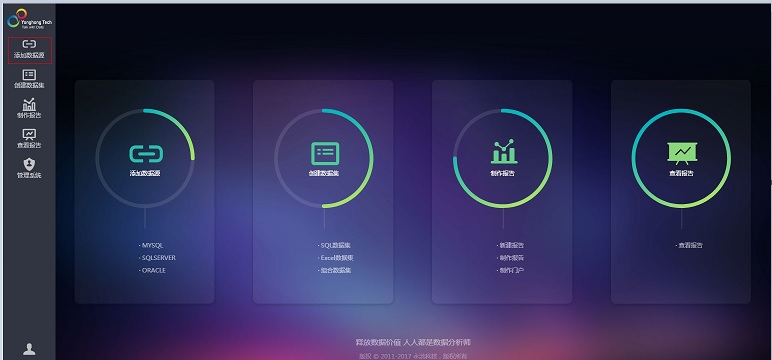 Yonghong Tech
Talk with Data
添加数据源
创建数据集
制作报告
查看报告
管理系统
添加数据源
· MYSQL
· SQLSERVER
· ORACLE
创建数据集
· SQL数据集
· Excel数据集
· 组合数据集
制作报告
· 新建报告
· 制作报告
· 制作门户
查看报告
· 查看报告
释放数据价值 人人都是数据分析师
版权 © 2011-2017 永洪科技，版权所有